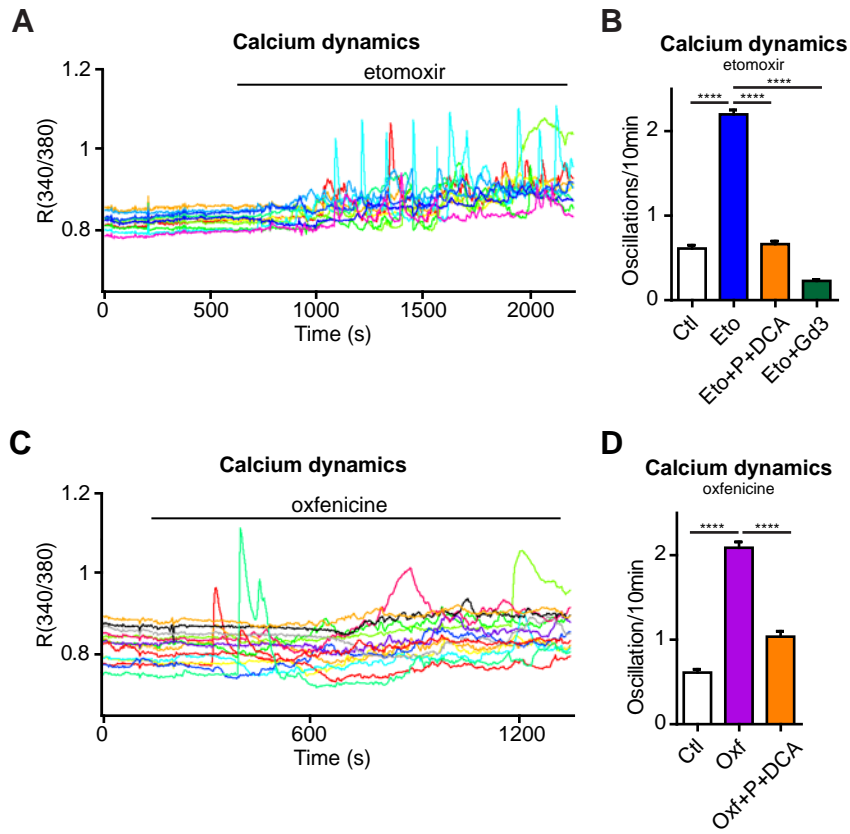 A
Calcium dynamics
etomoxir
1.2
1
0.8
R(340/380)
0
500
1000
1500
2000
Time (s)
B
Calcium dynamics
etomoxir
****
**** ****
2
1
0
Oscillations/10min
Ctl
Eto
Eto+P+DCA
Eto+Gd3
C
Calcium dynamics
oxfenicine
1.2
1
0.8
R(340/380)
0
600
1200
Time (s)
D
Calcium dynamics
oxfenicine
**** ****
2
1
0
Oscillation/10min
Ctl
Oxf
Oxf+P+DCA